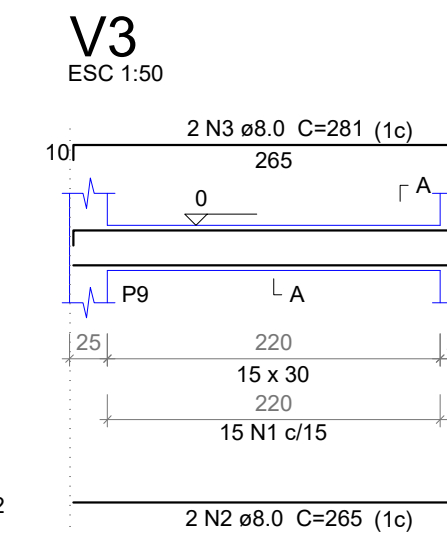 V3
ESC 1:50
2 N3 ø8.0 C=281 (1c)
10
265
A
0
P9
A
25
220
15 x 30
220
15 N1 c/15
2
2 N2 ø8.0 C=265 (1c)